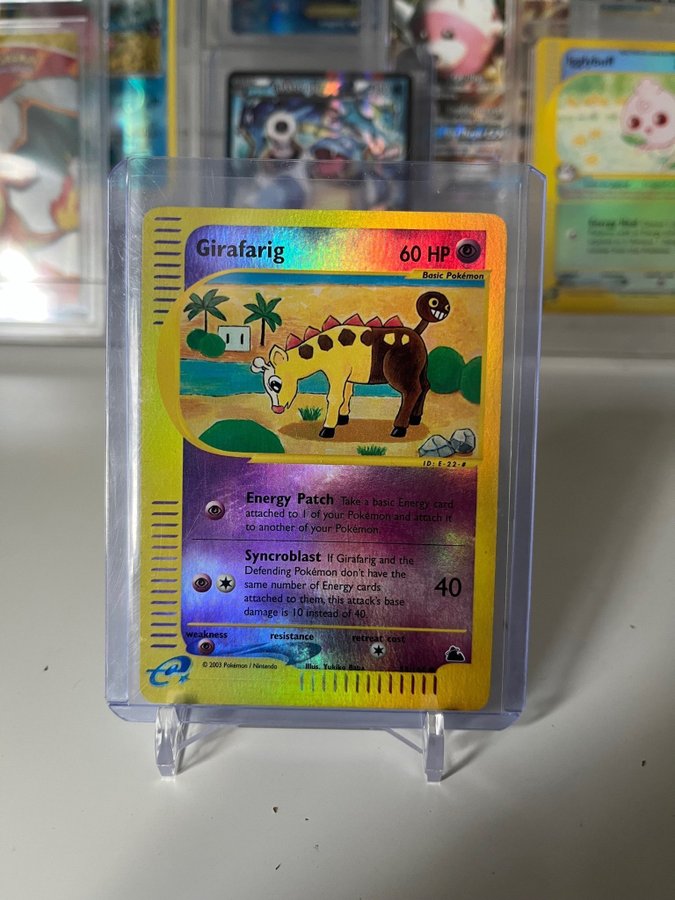 Igglybuff
Girafarig
60 HP
Basic Pokémon
ID: E-22-#
Energy Patch Take a basic Energy card
attached to 1 of your Pokémon and attach it
to another of your Pokémon.
Syncroblast If Girafarig and the
Defending Pokémon don't have the
same number of Energy cards
attached to them, this attack's base
damage is 10 instead of 40.
40
weakness
resistance
retreat cost
© 2003 Pokémon / Nintendo
Illus. Yukiko Baba